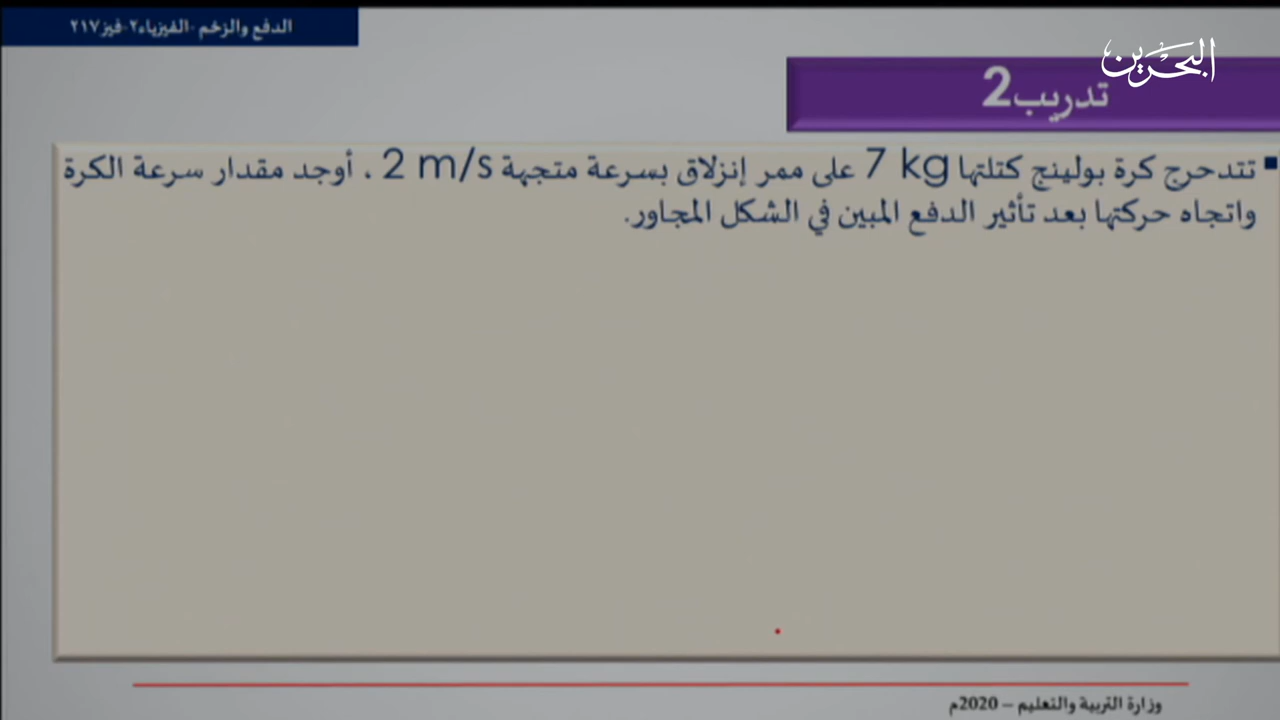 الدفع والزخم -الفيزياء٢-فيز٢١٧
البحرين
تدريب2
▪ تتدحرج كرة بولينج كتلتها 7 kg على ممر إنزلاق بسرعة متجهة 2 m/s . أوجد مقدار سرعة الكرة
واتجاه حركتها بعد تأثير الدفع المبين في الشكل المجاور.
وزارة التربية والتعليم – 2020م